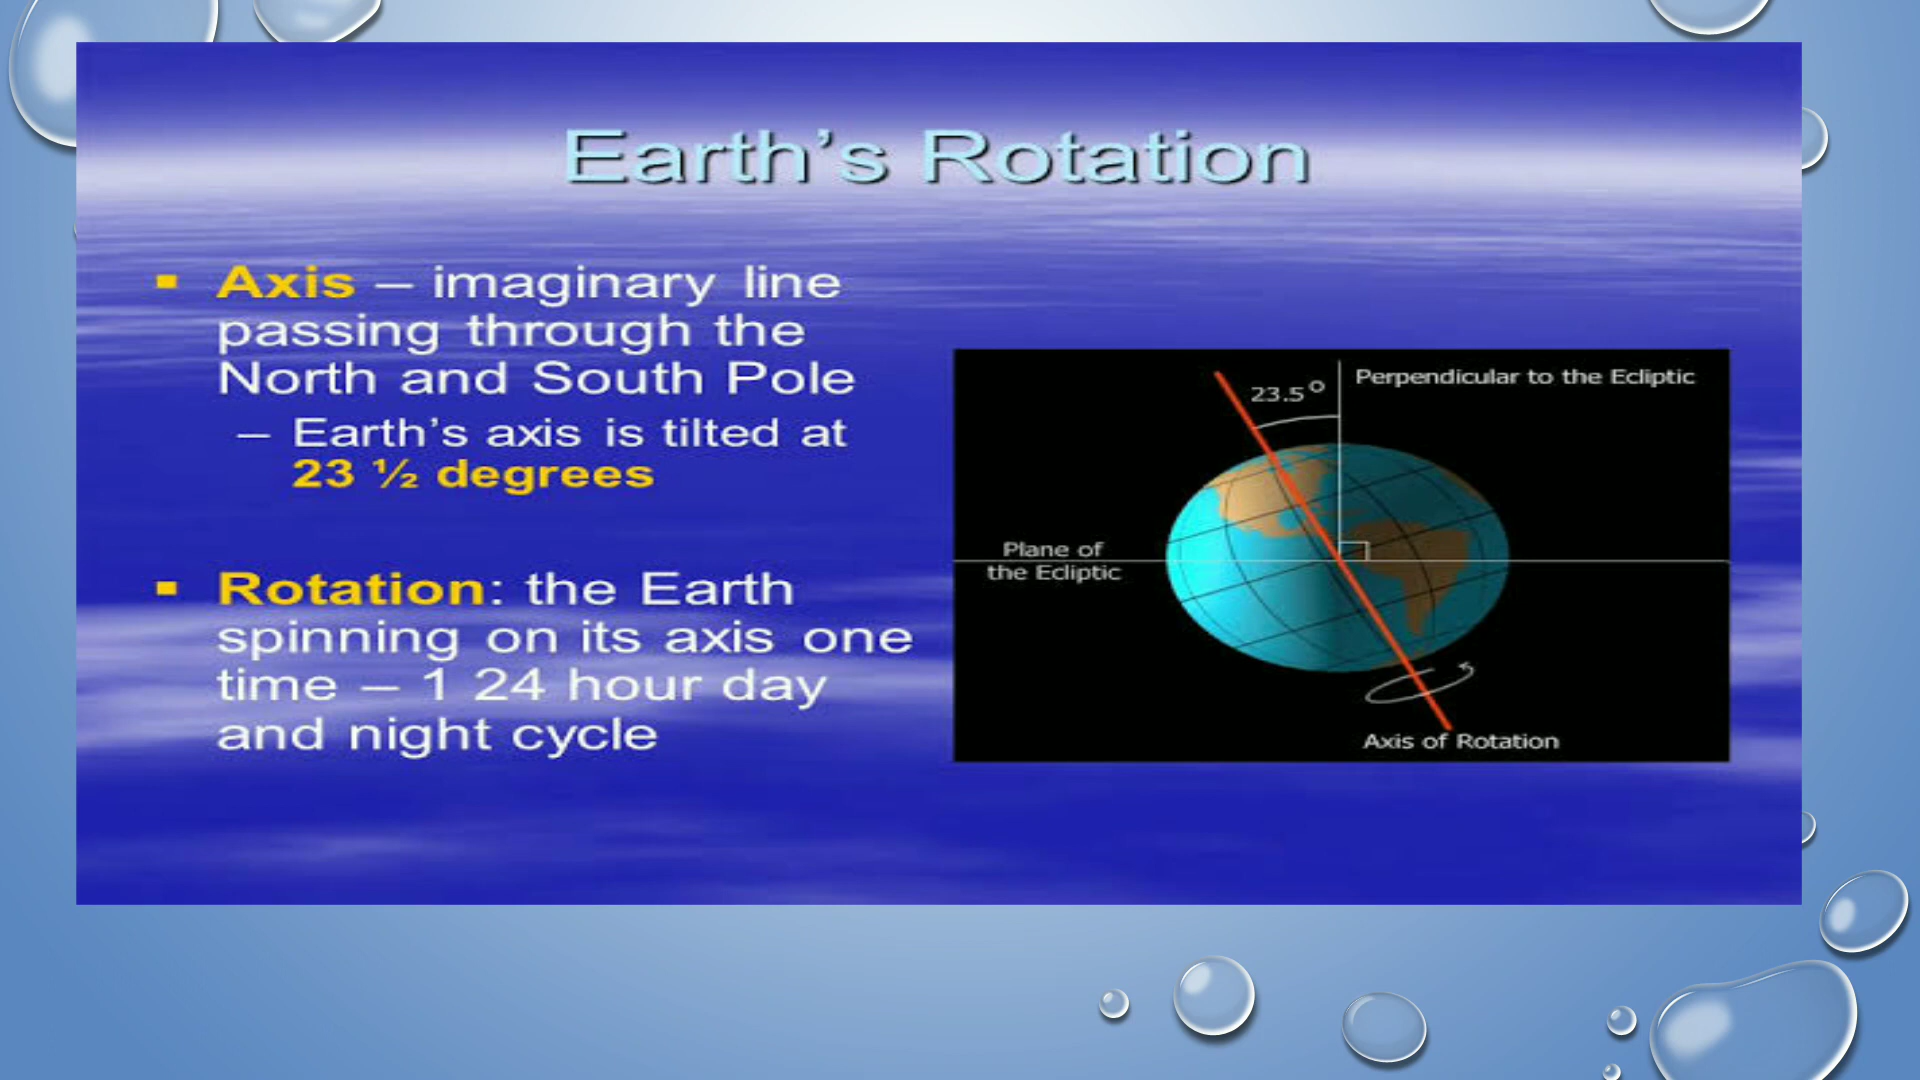 Earth’s Rotation
▪ Axis – imaginary line
passing through the
North and South Pole
– Earth’s axis is tilted at
23 ½ degrees
▪ Rotation: the Earth
spinning on its axis one
time – 1 24 hour day
and night cycle
23.5°
Perpendicular to the Ecliptic
Plane of
the Ecliptic
Axis of Rotation